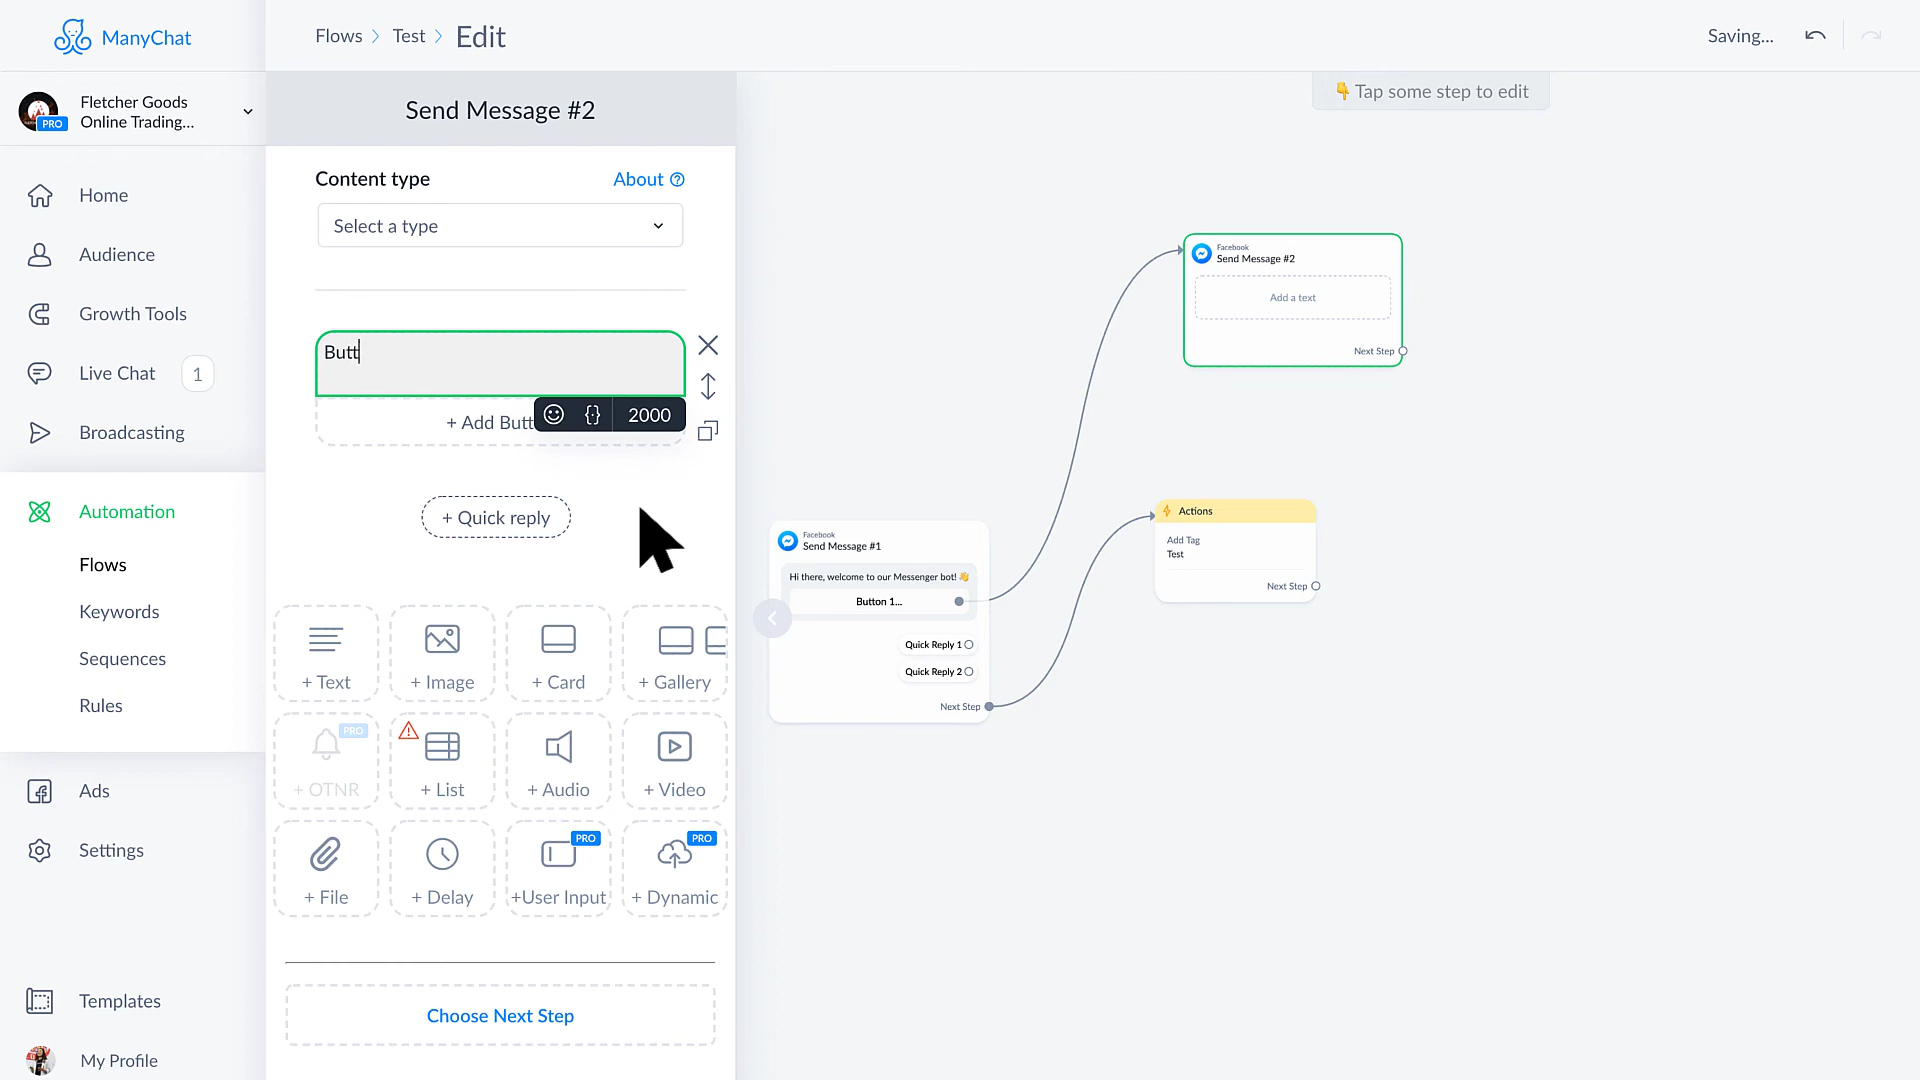 ManyChat
Flows
Test
Edit
Saving...
Fletcher Goods
Online Trading...
PRO
Home
Audience
Growth Tools
Live Chat
1
Broadcasting
Automation
Flows
Keywords
Sequences
Rules
Ads
Settings
Templates
My Profile
Send Message #2
Content type
About
Select a type
Butt
+ Add Butt
2000
+ Quick reply
+ Text
+ Image
+ Card
+ Gallery
PRO
+ OTNR
+ List
+ Audio
+ Video
+ File
+ Delay
PRO
+User Input
PRO
+ Dynamic
Choose Next Step
👇 Tap some step to edit
Facebook
Send Message #2
Add a text
Next Step
Facebook
Send Message #1
Hi there, welcome to our Messenger bot! 👋
Button 1...
Quick Reply 1
Quick Reply 2
Next Step
Actions
Add Tag
Test
Next Step